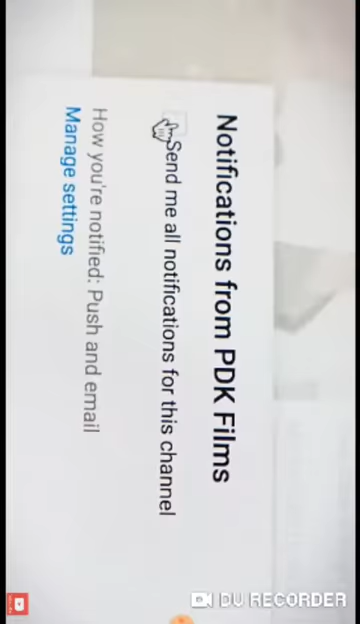 Notifications from PDK Films
Send me all notifications for this channel
How you're notified: Push and email
Manage settings
DU RECORDER